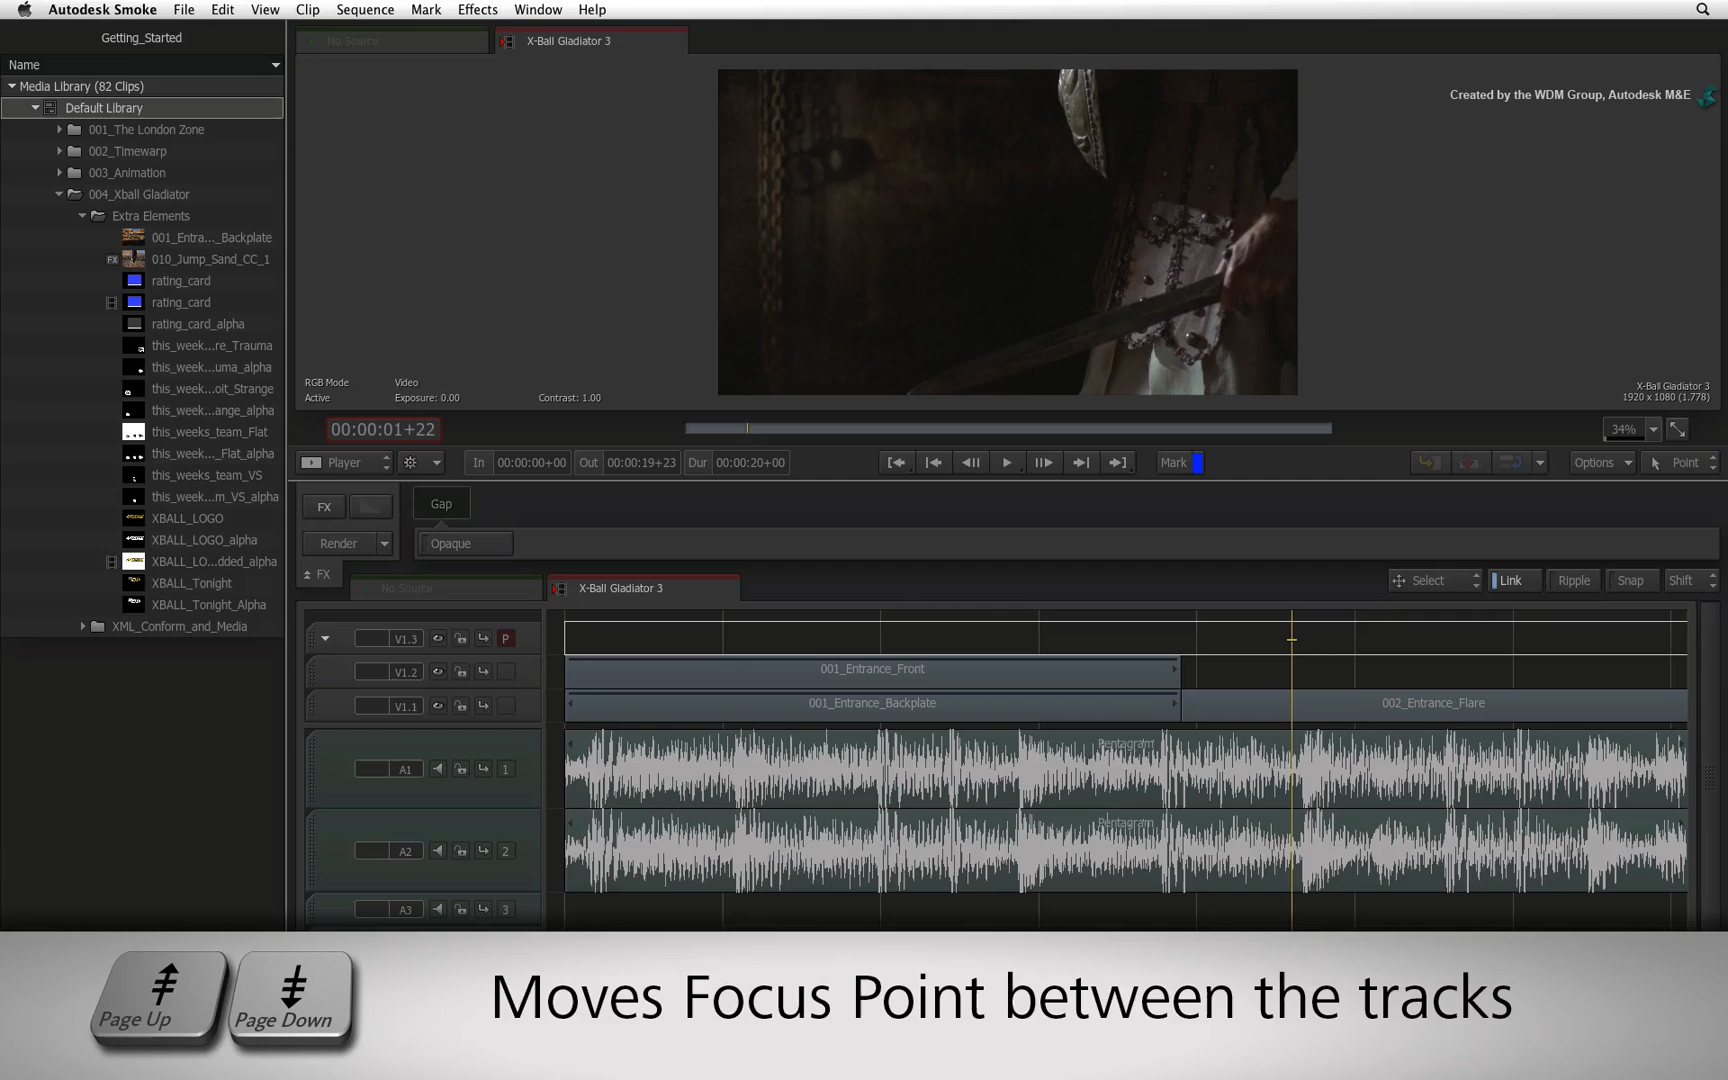 Autodesk Smoke File Edit View Clip Sequence Mark Effects Window Help
Getting_Started
No Source
X-Ball Gladiator 3
Name
Media Library (82 Clips)
Default Library
001_The London Zone
002_Timewarp
003_Animation
004_Xball Gladiator
Extra Elements
001_Entra..._Backplate
FX 010_Jump_Sand_CC_1
rating_card
rating_card
rating_card_alpha
this_week...re_Trauma
this_week...uma_alpha
this_week...oit_Strange
this_week...ange_alpha
this_weeks_team_Flat
this_week..._Flat_alpha
this_weeks_team_VS
this_week...m_VS_alpha
XBALL_LOGO
XBALL_LOGO_alpha
XBALL_LO...dded_alpha
XBALL_Tonight
XBALL_Tonight_Alpha
XML_Conform_and_Media
Created by the WDM Group, Autodesk M&E
RGB Mode Video
Active Exposure: 0.00 Contrast: 1.00
X-Ball Gladiator 3
1920 x 1080 (1.778)
00:00:01+22
34%
Player In 00:00:00+00 Out 00:00:19+23 Dur 00:00:20+00 Mark Options Point
FX Gap
Render Opaque
FX No Source X-Ball Gladiator 3 Select Link Ripple Snap Shift
V1.3 P
V1.2 001_Entrance_Front
V1.1 001_Entrance_Backplate 002_Entrance_Flare
Pentagram
A1 1
Pentagram
A2 2
A3 3
Page Up Page Down
Moves Focus Point between the tracks